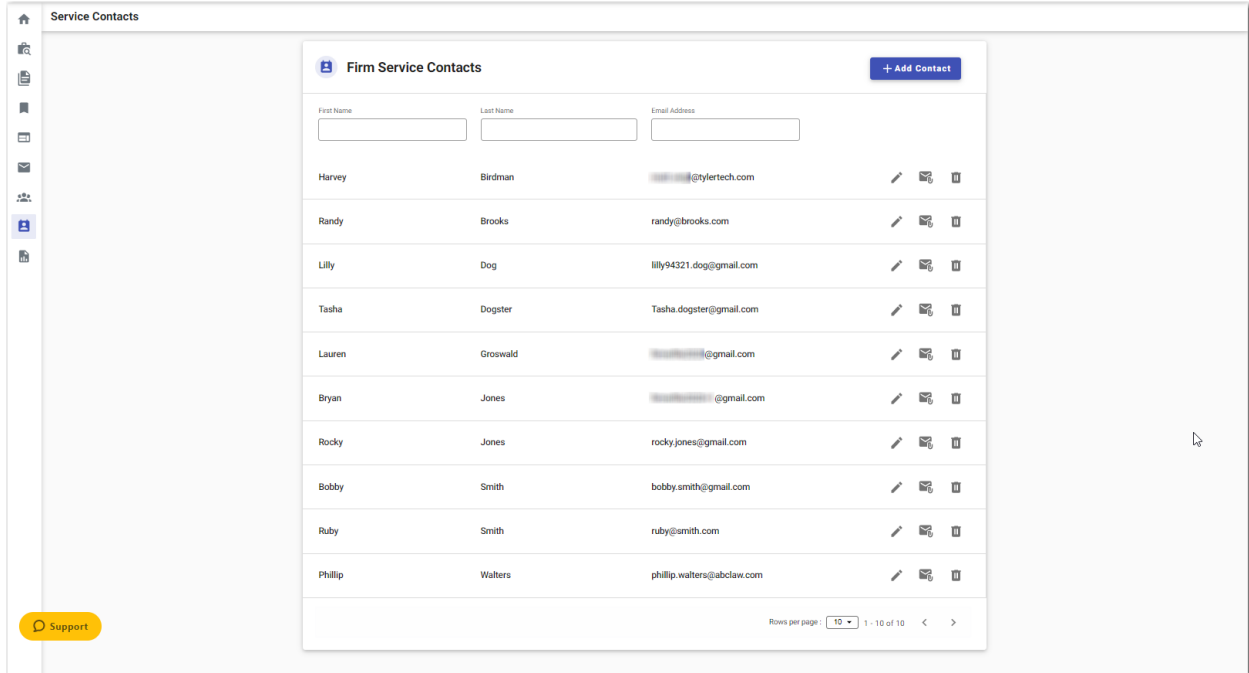 Service Contacts
Firm Service Contacts
+ Add Contact
First Name Last Name Email Address
Harvey Birdman @tylertech.com
Randy Brooks randy@brooks.com
Lilly Dog lilly94321.dog@gmail.com
Tasha Dogster Tasha.dogster@gmail.com
Lauren Groswald @gmail.com
Bryan Jones @gmail.com
Rocky Jones rocky.jones@gmail.com
Bobby Smith bobby.smith@gmail.com
Ruby Smith ruby@smith.com
Phillip Walters phillip.walters@abclaw.com
Support
Rows per page : 10 1 - 10 of 10